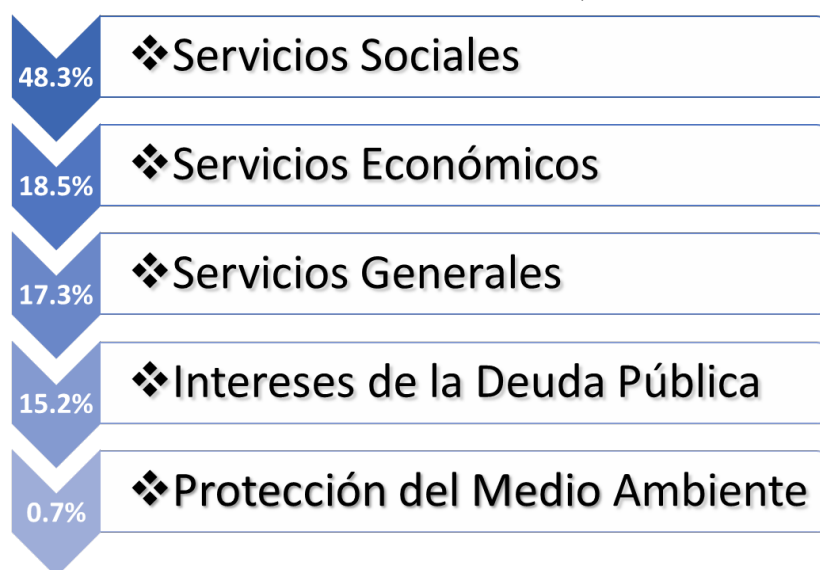 48.3% ❖Servicios Sociales
18.5% ❖Servicios Económicos
17.3% ❖Servicios Generales
15.2% ❖Intereses de la Deuda Pública
0.7% ❖Protección del Medio Ambiente